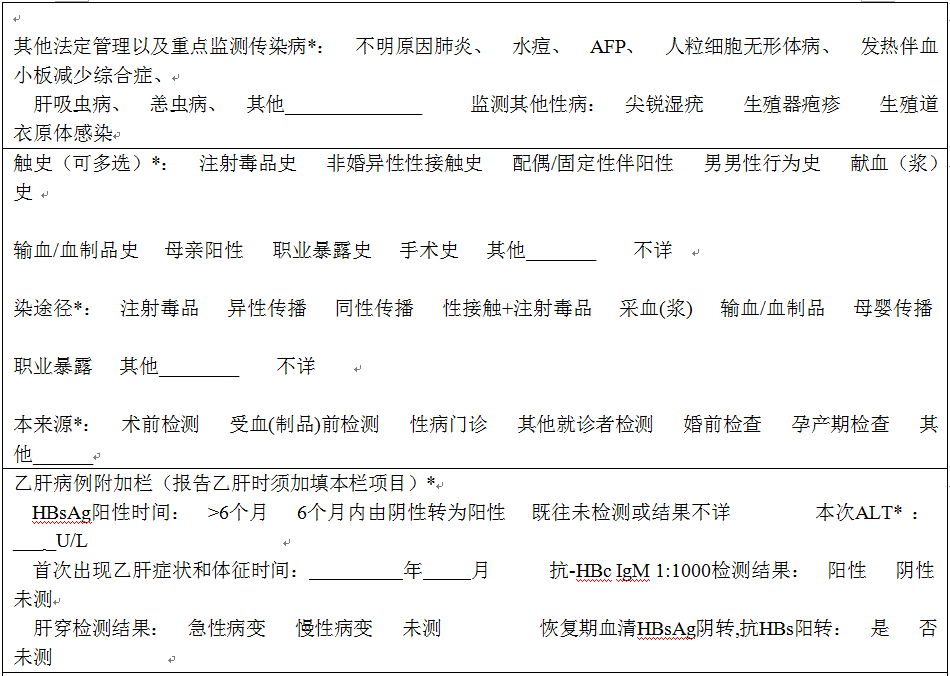 其他法定管理以及重点监测传染病*： 不明原因肺炎、 水痘、 AFP、 人粒细胞无形体病、 发热伴血
小板减少综合症、
肝吸虫病、 恙虫病、 其他______________ 监测其他性病： 尖锐湿疣 生殖器疱疹 生殖道
衣原体感染
触史（可多选）*： 注射毒品史 非婚异性性接触史 配偶/固定性伴阳性 男男性行为史 献血（浆）
史
输血/血制品史 母亲阳性 职业暴露史 手术史 其他_______ 不详
染途径*： 注射毒品 异性传播 同性传播 性接触+注射毒品 采血(浆) 输血/血制品 母婴传播
职业暴露 其他________ 不详
本来源*： 术前检测 受血(制品)前检测 性病门诊 其他就诊者检测 婚前检查 孕产期检查 其
他______
乙肝病例附加栏（报告乙肝时须加填本栏项目）*
HBsAg阳性时间： >6个月 6个月内由阴性转为阳性 既往未检测或结果不详 本次ALT* ：
____U/L
首次出现乙肝症状和体征时间：__________年_____月 抗-HBc IgM 1:1000检测结果： 阳性 阴性
未测
肝穿检测结果： 急性病变 慢性病变 未测 恢复期血清HBsAg阴转,抗HBs阳转： 是 否
未测